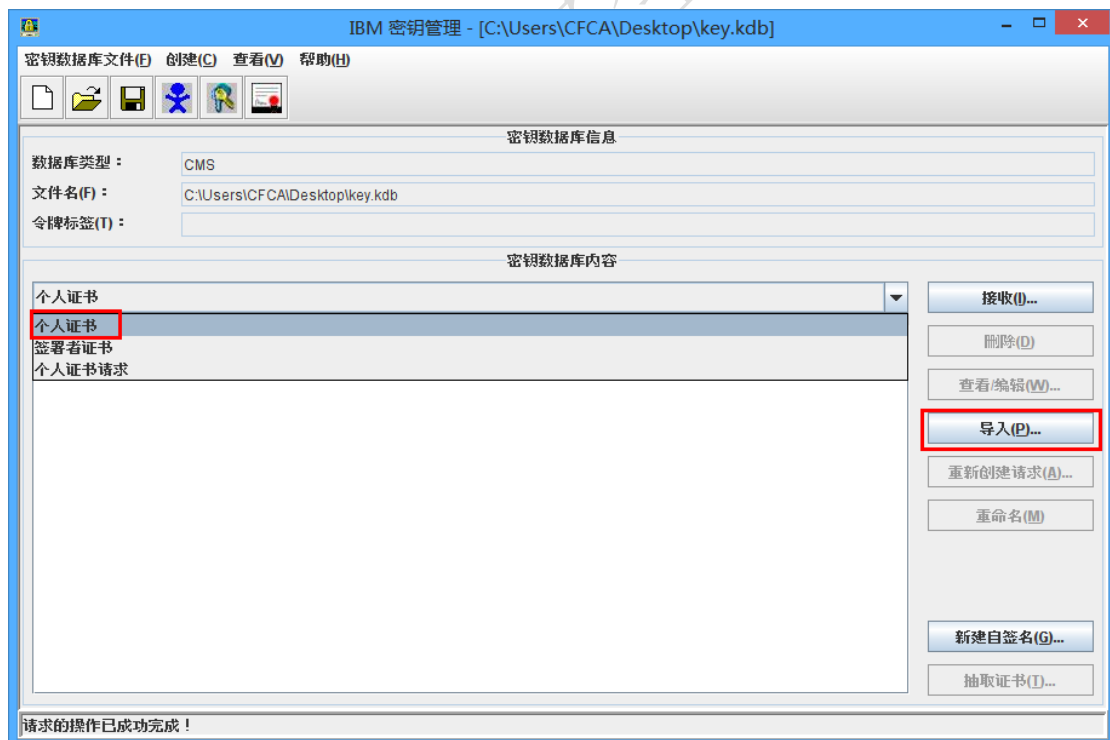 IBM 密钥管理 - [C:\Users\CFCA\Desktop\key.kdb]
密钥数据库文件(F) 创建(C) 查看(V) 帮助(H)
密钥数据库信息
数据库类型： CMS
文件名(F)： C:\Users\CFCA\Desktop\key.kdb
令牌标签(T)：
密钥数据库内容
个人证书
接收(I)...
个人证书
签署者证书
个人证书请求
删除(D)
查看/编辑(W)...
导入(P)...
重新创建请求(A)...
重命名(M)
新建自签名(G)...
抽取证书(T)...
请求的操作已成功完成！